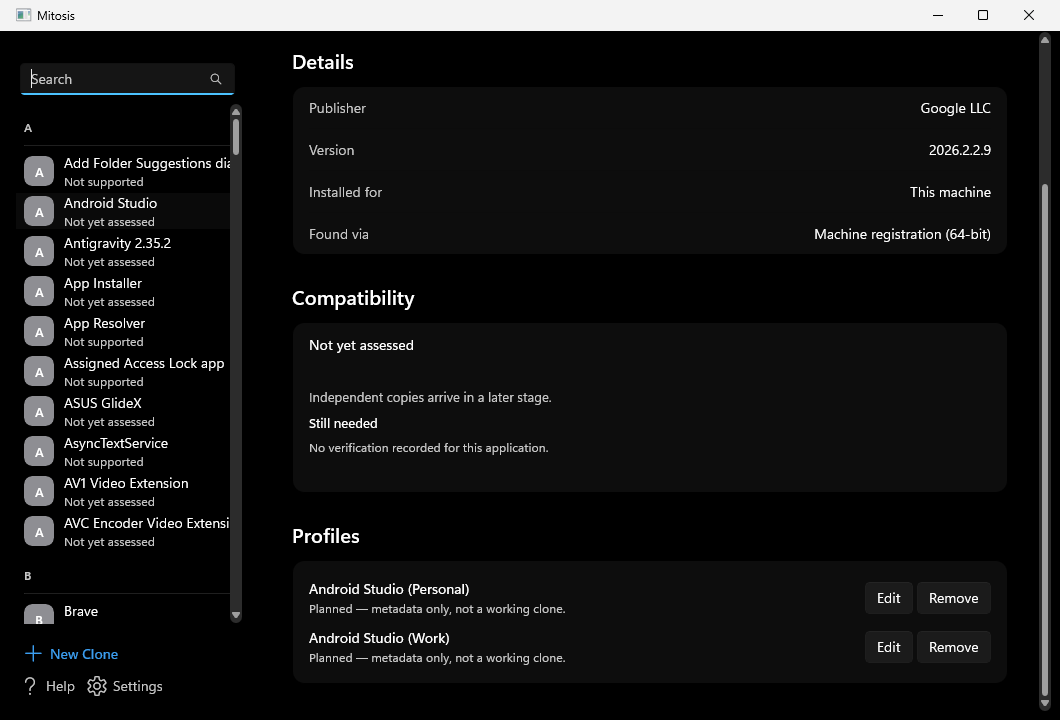 Mitosis
Search
A
A
Add Folder Suggestions dia
Not supported
A
Android Studio
Not yet assessed
A
Antigravity 2.35.2
Not yet assessed
A
App Installer
Not yet assessed
A
App Resolver
Not supported
A
Assigned Access Lock app
Not supported
A
ASUS GlideX
Not yet assessed
A
AsyncTextService
Not supported
A
AV1 Video Extension
Not yet assessed
A
AVC Encoder Video Extensi
Not yet assessed
B
B
Brave
New Clone
Help
Settings
Details
Publisher
Google LLC
Version
2026.2.2.9
Installed for
This machine
Found via
Machine registration (64-bit)
Compatibility
Not yet assessed
Independent copies arrive in a later stage.
Still needed
No verification recorded for this application.
Profiles
Android Studio (Personal)
Planned — metadata only, not a working clone.
Edit
Remove
Android Studio (Work)
Planned — metadata only, not a working clone.
Edit
Remove